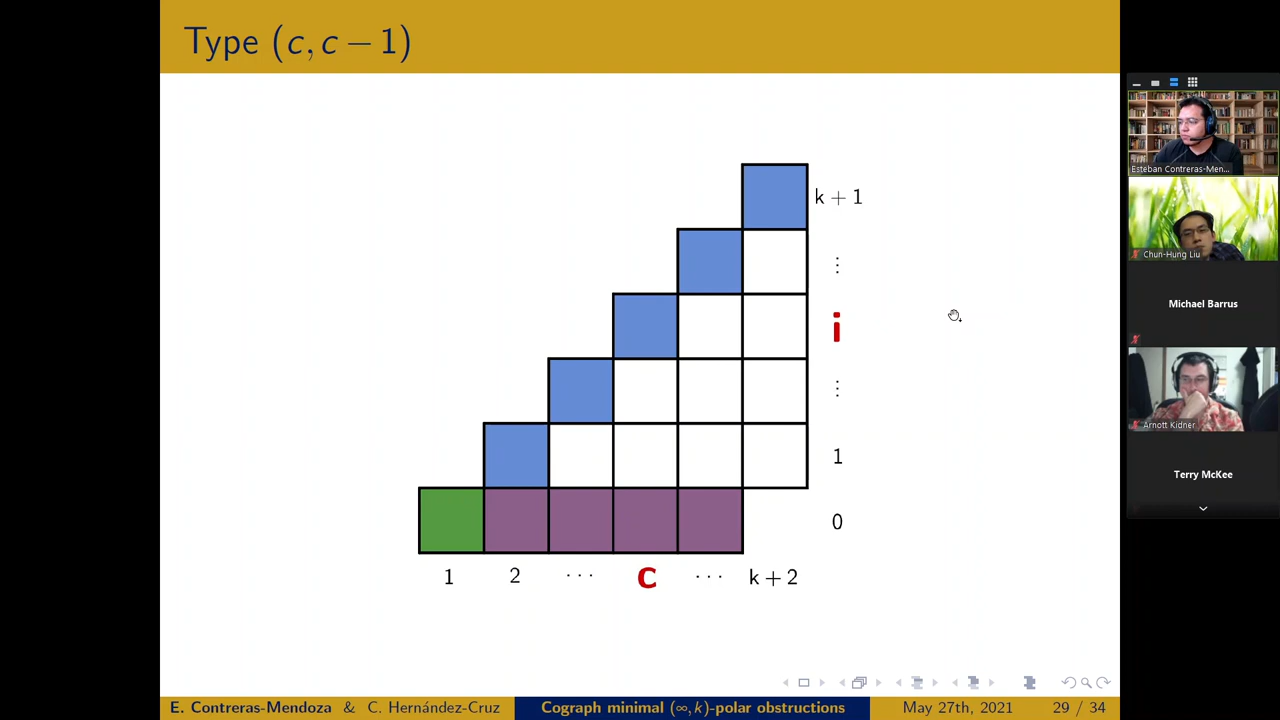 Type (c, c − 1)
k + 1
⋮
i
⋮
1
0
1 2 ··· c ··· k + 2
E. Contreras-Mendoza & C. Hernández-Cruz
Cograph minimal (∞, k)-polar obstructions
May 27th, 2021
29 / 34
Esteban Contreras-Men...
Chun-Hung Liu
Michael Barrus
Arnott Kidner
Terry McKee